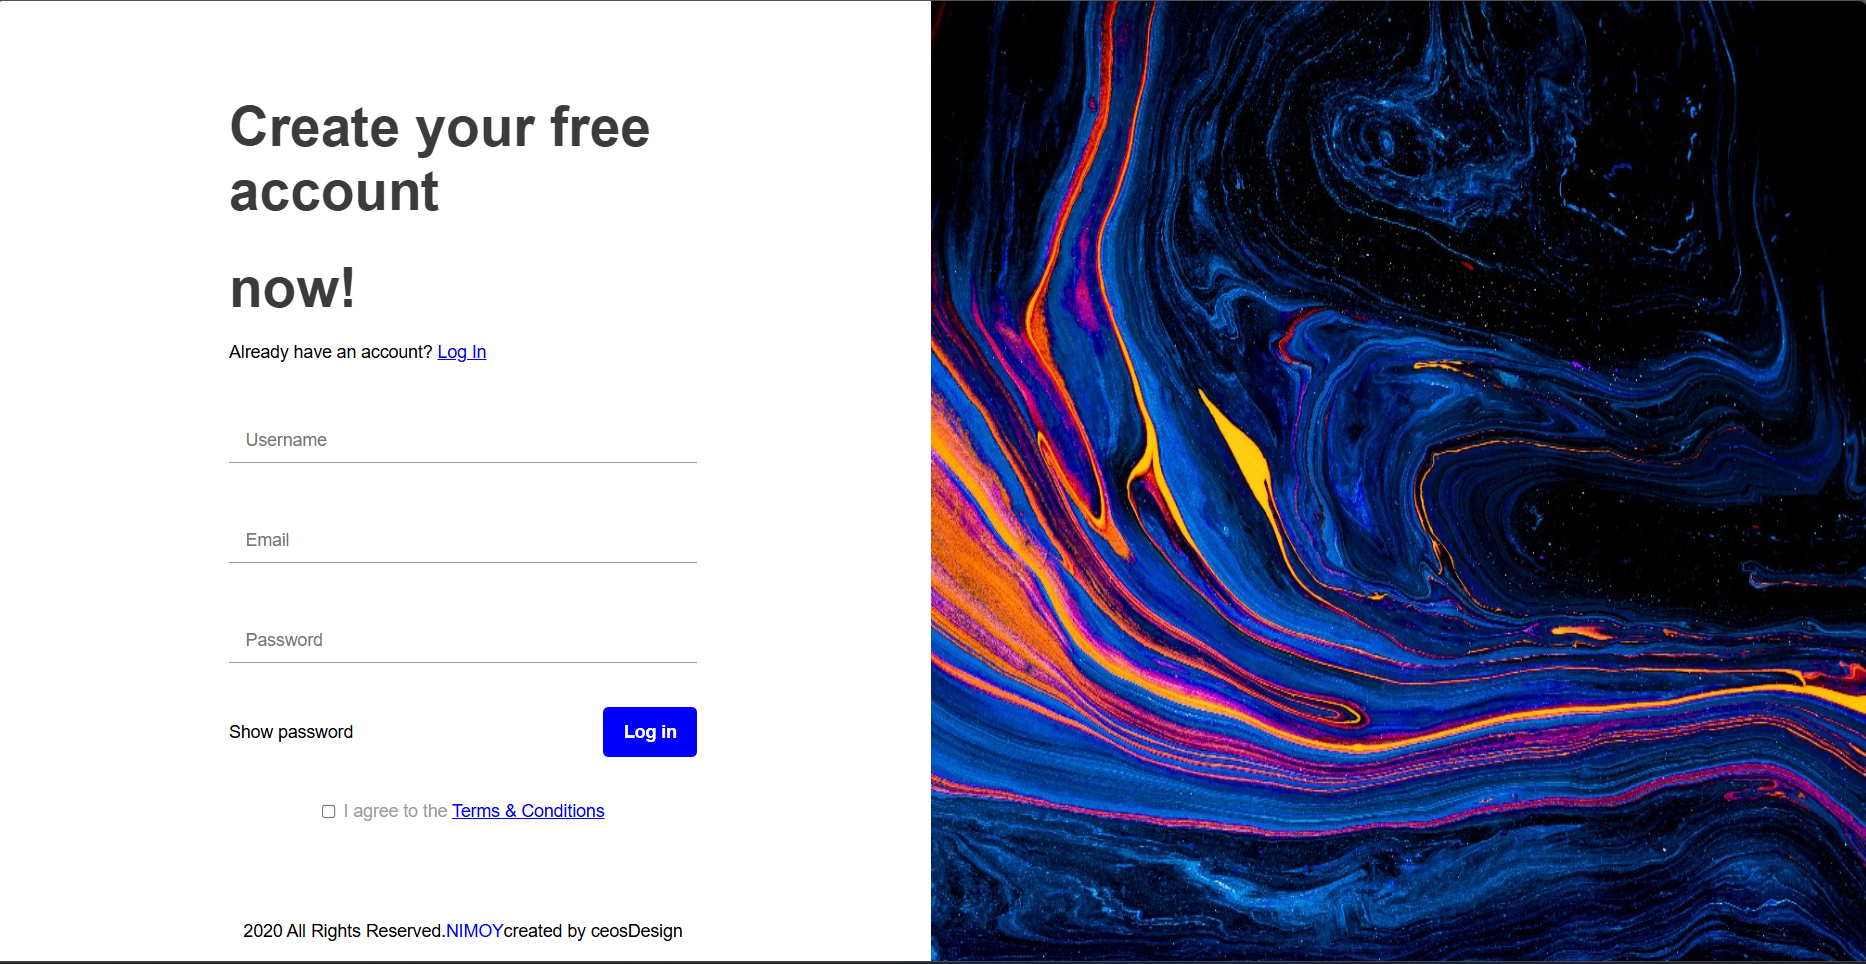 Create your free
account
now!
Already have an account? Log In
Username
Email
Password
Show password
Log in
I agree to the Terms & Conditions
2020 All Rights Reserved.NIMOYcreated by ceosDesign